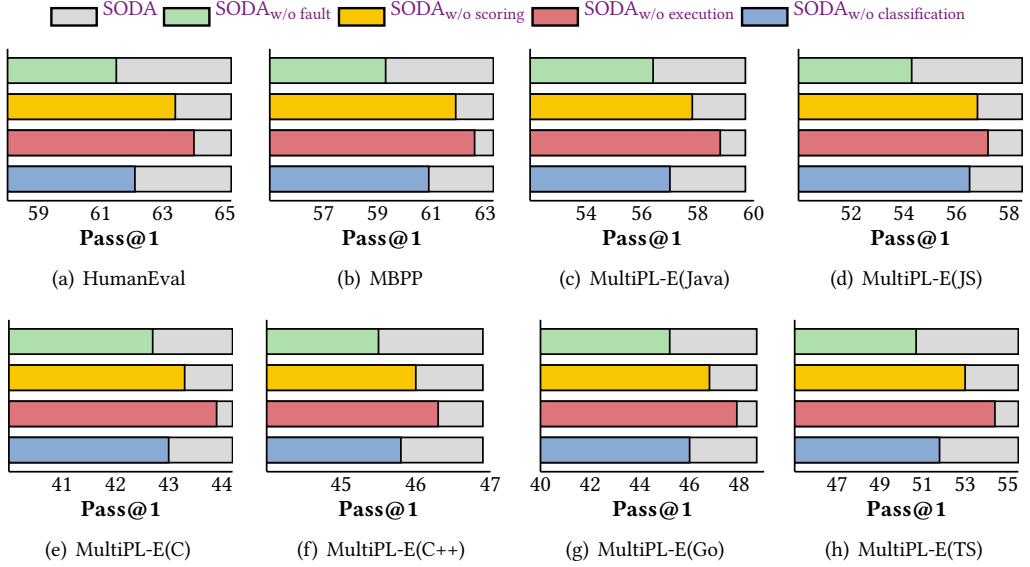 SODA SODAw/o fault SODAw/o scoring SODAw/o execution SODAw/o classification
59 61 63 65
Pass@1
(a) HumanEval
57 59 61 63
Pass@1
(b) MBPP
54 56 58 60
Pass@1
(c) MultiPL-E(Java)
52 54 56 58
Pass@1
(d) MultiPL-E(JS)
41 42 43 44
Pass@1
(e) MultiPL-E(C)
45 46 47
Pass@1
(f) MultiPL-E(C++)
40 42 44 46 48
Pass@1
(g) MultiPL-E(Go)
47 49 51 53 55
Pass@1
(h) MultiPL-E(TS)